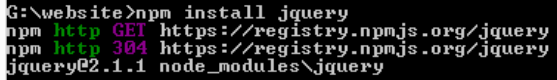 G:\website>npm install jquery
npm http GET https://registry.npmjs.org/jquery
npm http 304 https://registry.npmjs.org/jquery
jquery@2.1.1 node_modules\jquery